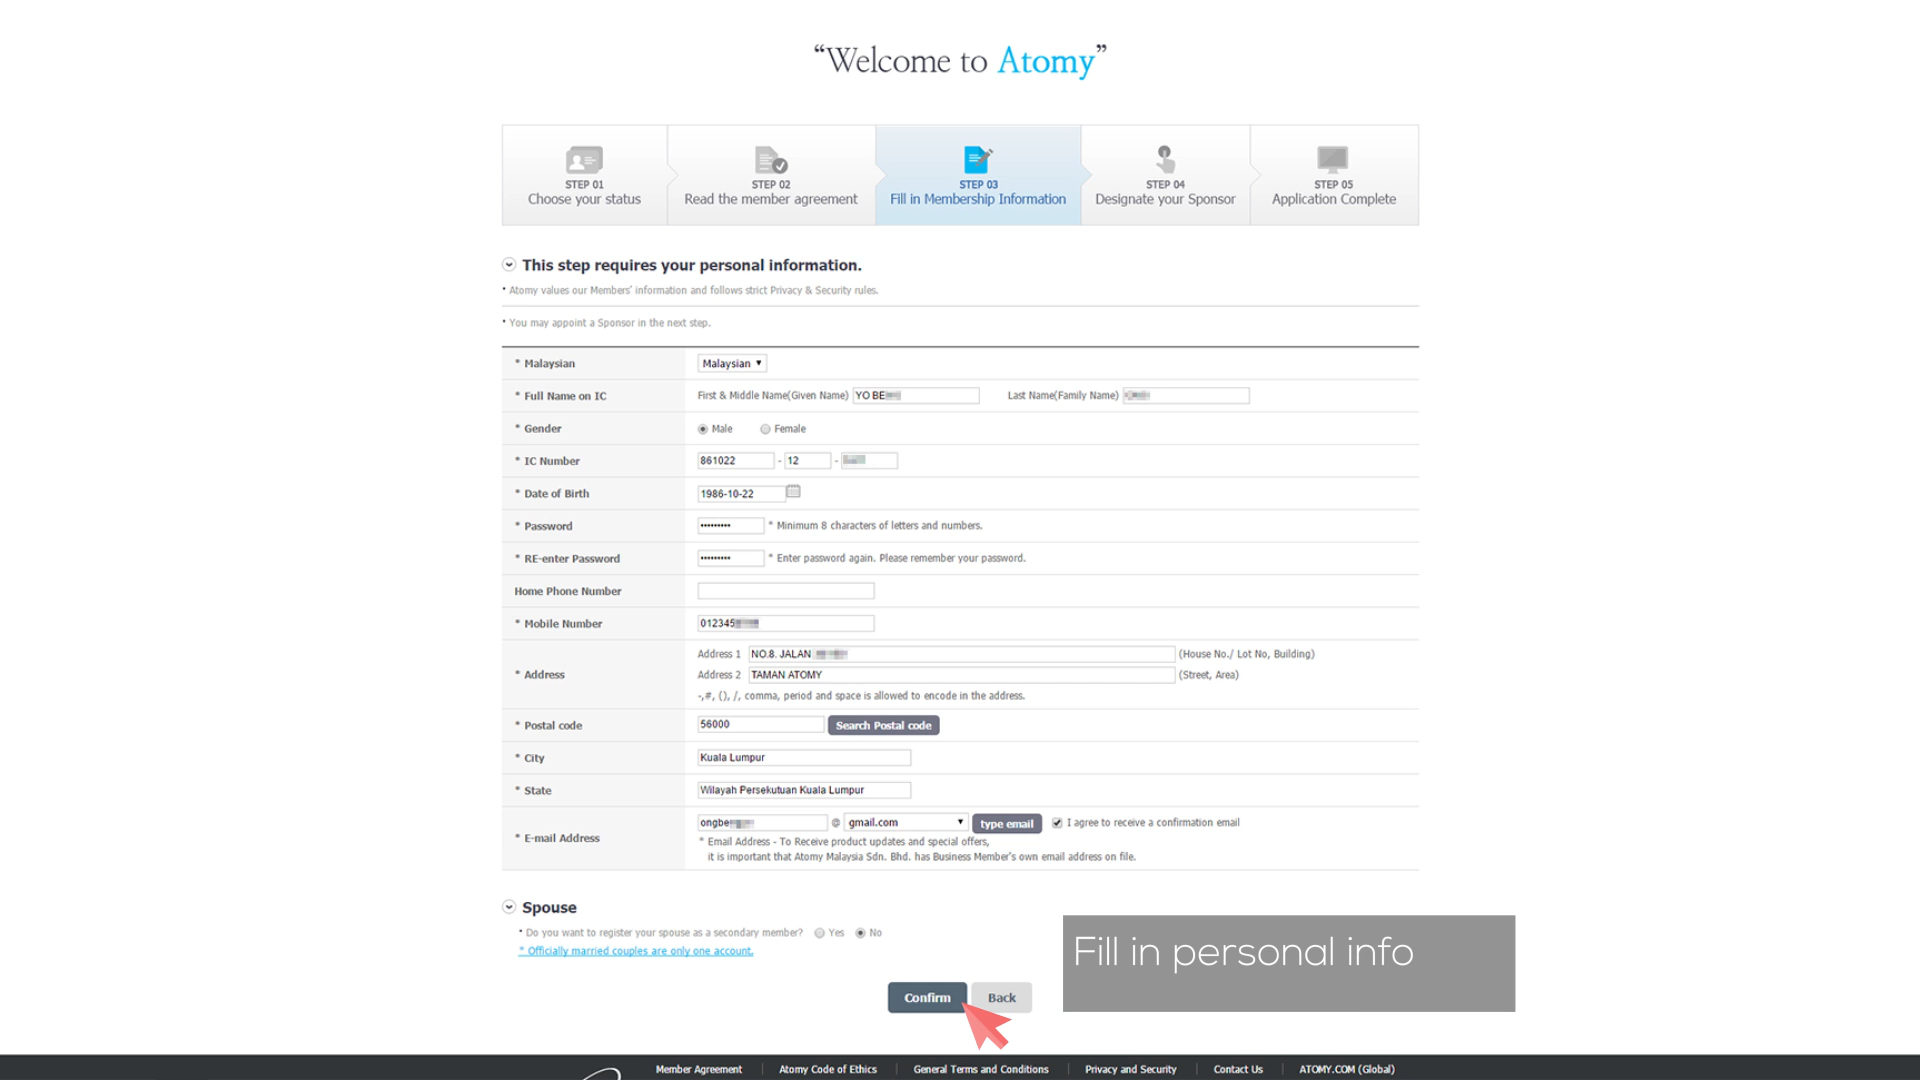 “Welcome to Atomy”
STEP 01
Choose your status
STEP 02
Read the member agreement
STEP 03
Fill in Membership Information
STEP 04
Designate your Sponsor
STEP 05
Application Complete
This step requires your personal information.
• Atomy values our Members' information and follows strict Privacy & Security rules.
• You may appoint a Sponsor in the next step.
* Malaysian Malaysian
* Full Name on IC First & Middle Name(Given Name) YO BE Last Name(Family Name)
* Gender Male Female
* IC Number 861022 - 12 -
* Date of Birth 1986-10-22
* Password ••••••••• * Minimum 8 characters of letters and numbers.
* RE-enter Password ••••••••• * Enter password again. Please remember your password.
Home Phone Number
* Mobile Number 012345
* Address
Address 1 NO.8. JALAN (House No./ Lot No, Building)
Address 2 TAMAN ATOMY (Street, Area)
-,#, (), /, comma, period and space is allowed to encode in the address.
* Postal code 56000 Search Postal code
* City Kuala Lumpur
* State Wilayah Persekutuan Kuala Lumpur
* E-mail Address
ongbe @ gmail.com type email I agree to receive a confirmation email
* Email Address - To Receive product updates and special offers,
it is important that Atomy Malaysia Sdn. Bhd. has Business Member's own email address on file.
Spouse
• Do you want to register your spouse as a secondary member? Yes No
* Officially married couples are only one account.
Fill in personal info
Confirm Back
Member Agreement | Atomy Code of Ethics | General Terms and Conditions | Privacy and Security | Contact Us | ATOMY.COM (Global)